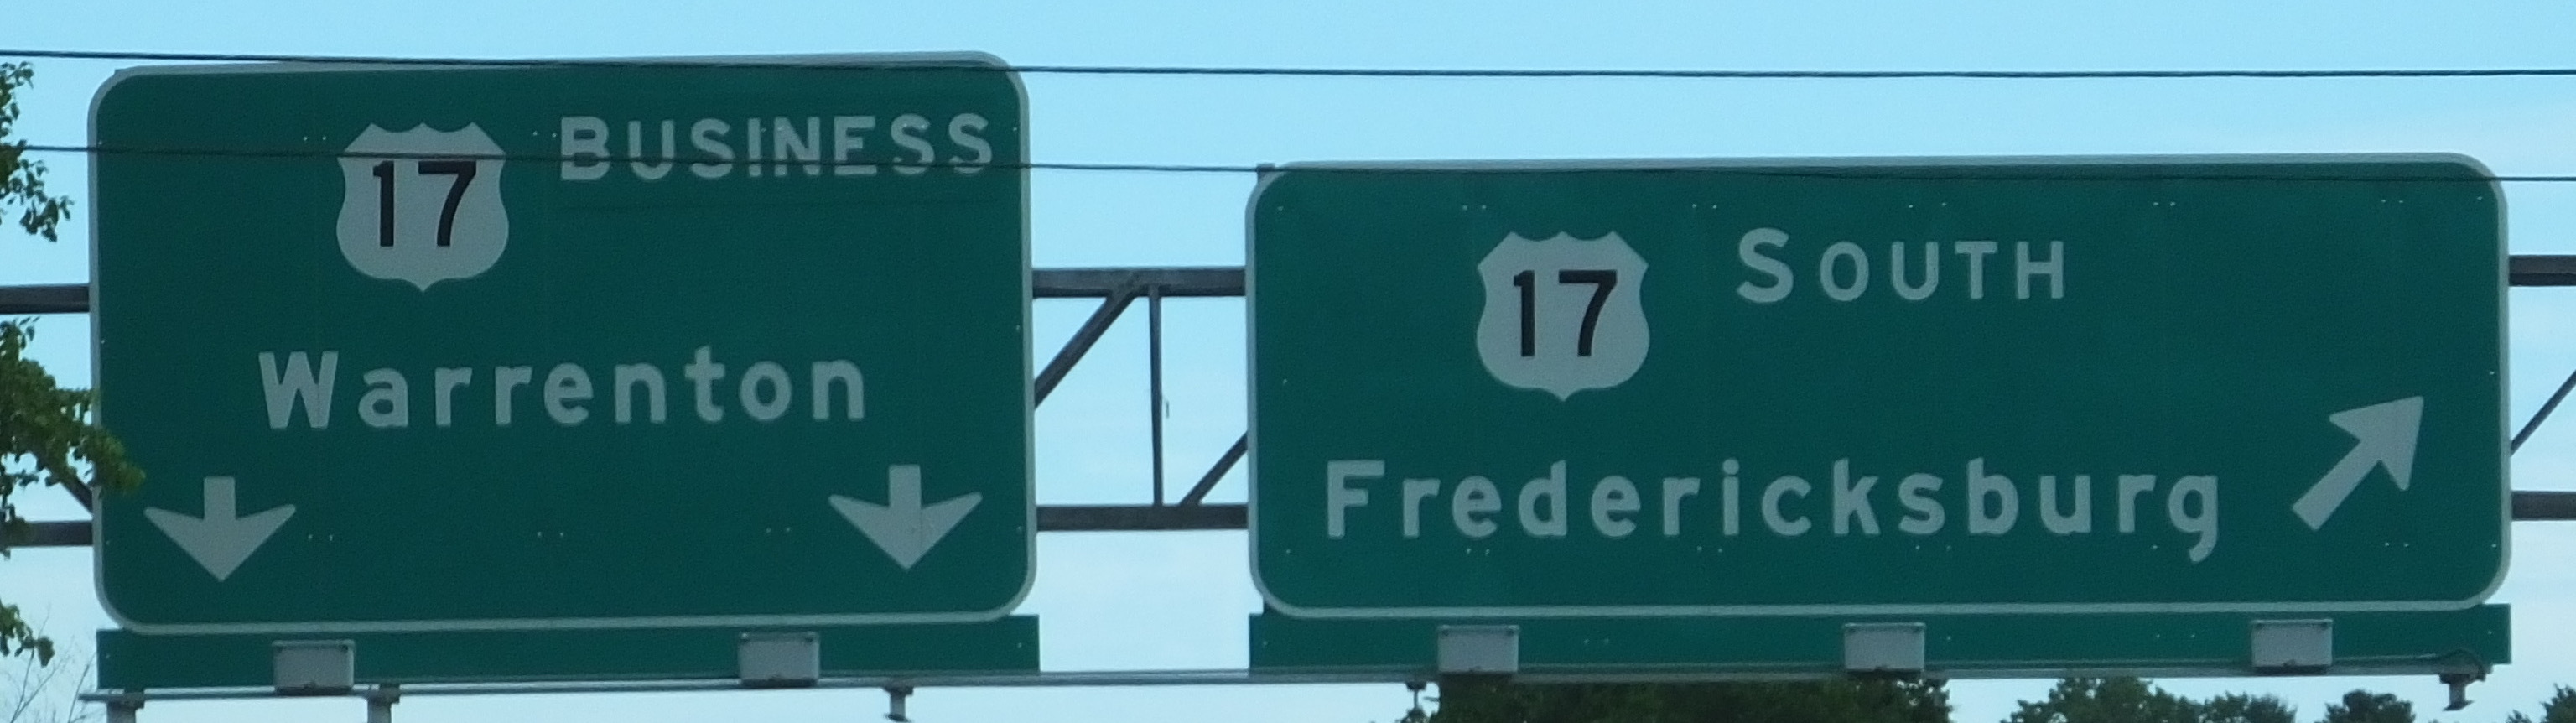 17 BUSINESS
Warrenton
17 SOUTH
Fredericksburg